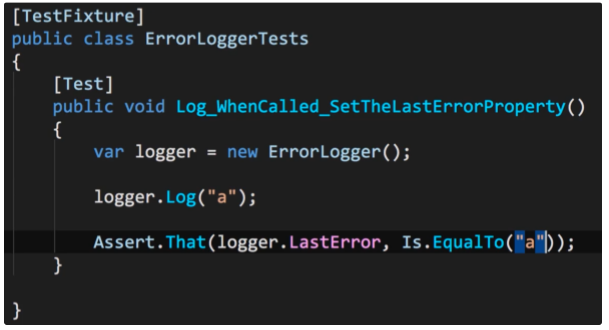 [TestFixture]
public class ErrorLoggerTests
{
    [Test]
    public void Log_WhenCalled_SetTheLastErrorProperty()
    {
        var logger = new ErrorLogger();
        logger.Log("a");
        Assert.That(logger.LastError, Is.EqualTo("a"));
    }
}